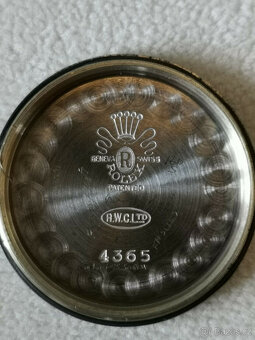 GENEVA R SWISS
ROLEX
PATENTED
R.W.C.LTD
4365